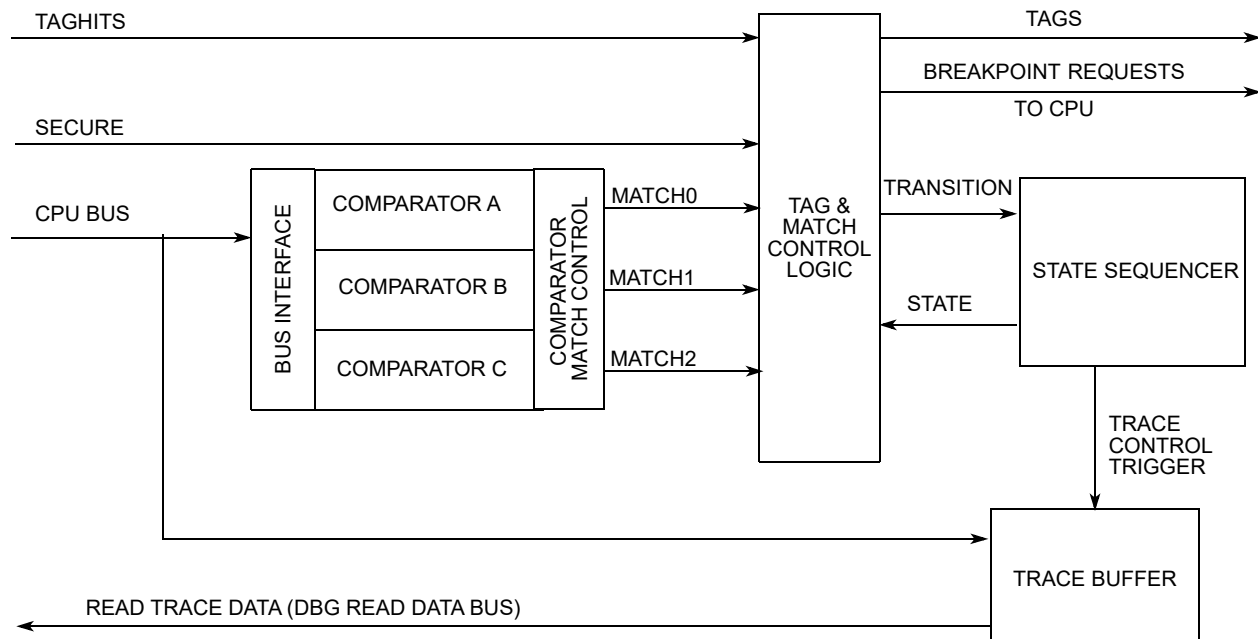 TAGHITS
TAGS
BREAKPOINT REQUESTS
TO CPU
SECURE
CPU BUS
BUS INTERFACE
COMPARATOR A
COMPARATOR B
COMPARATOR C
COMPARATOR
MATCH CONTROL
MATCH0
MATCH1
MATCH2
TAG &
MATCH
CONTROL
LOGIC
TRANSITION
STATE
STATE SEQUENCER
TRACE
CONTROL
TRIGGER
TRACE BUFFER
READ TRACE DATA (DBG READ DATA BUS)